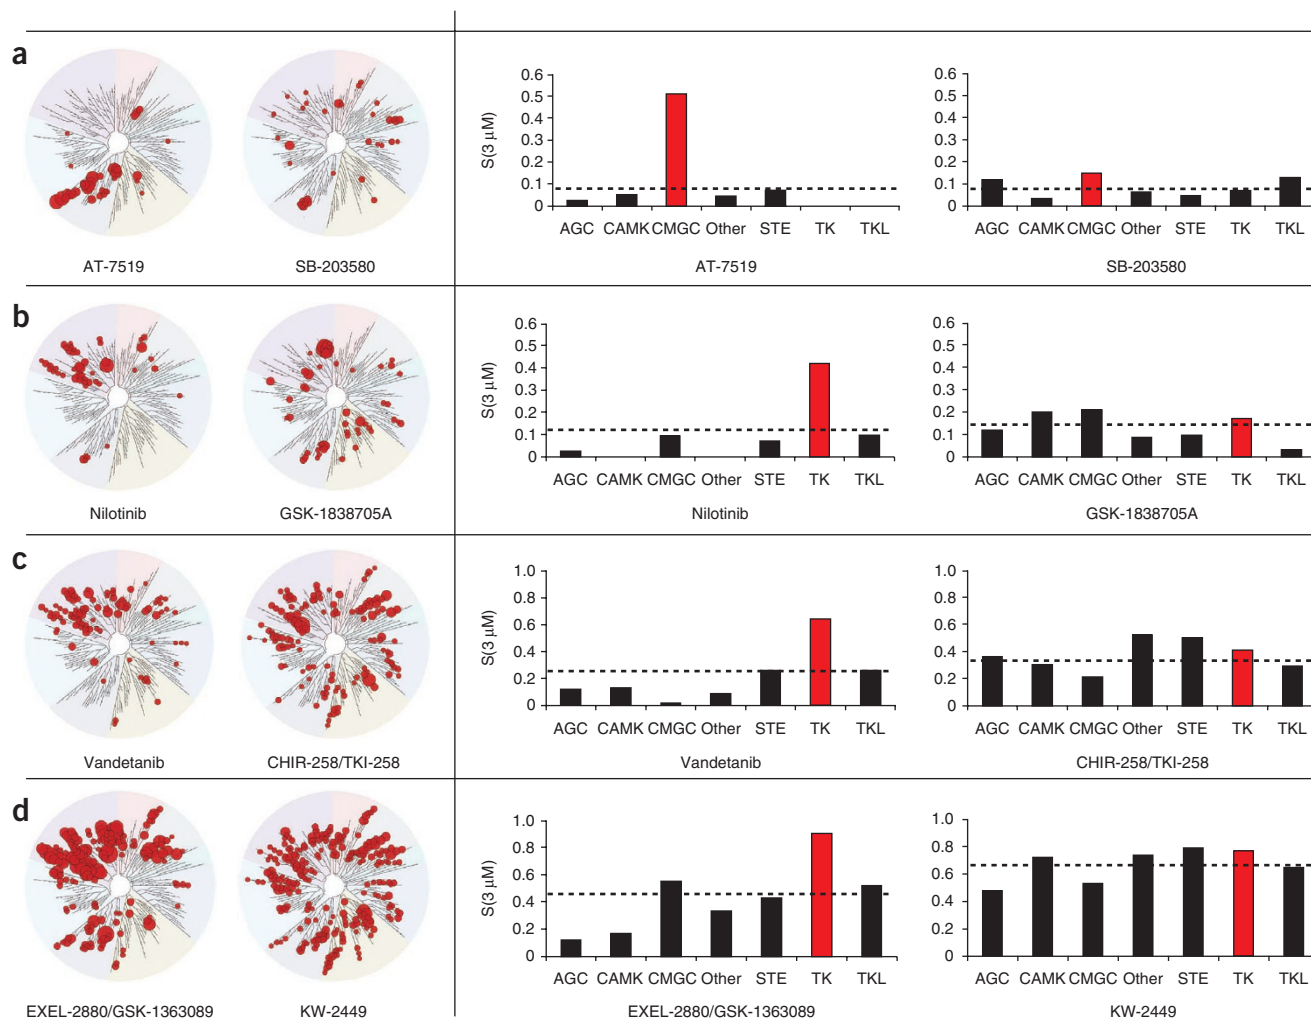 a
AT-7519
SB-203580
S(3 µM)
0.6
0.5
0.4
0.3
0.2
0.1
0
AGC CAMK CMGC Other STE TK TKL
AT-7519
0.6
0.5
0.4
0.3
0.2
0.1
0
AGC CAMK CMGC Other STE TK TKL
SB-203580
b
Nilotinib
GSK-1838705A
S(3 µM)
0.6
0.5
0.4
0.3
0.2
0.1
0
AGC CAMK CMGC Other STE TK TKL
Nilotinib
0.6
0.5
0.4
0.3
0.2
0.1
0
AGC CAMK CMGC Other STE TK TKL
GSK-1838705A
c
Vandetanib
CHIR-258/TKI-258
S(3 µM)
1.0
0.8
0.6
0.4
0.2
0
AGC CAMK CMGC Other STE TK TKL
Vandetanib
1.0
0.8
0.6
0.4
0.2
0
AGC CAMK CMGC Other STE TK TKL
CHIR-258/TKI-258
d
EXEL-2880/GSK-1363089
KW-2449
S(3 µM)
1.0
0.8
0.6
0.4
0.2
0
AGC CAMK CMGC Other STE TK TKL
EXEL-2880/GSK-1363089
1.0
0.8
0.6
0.4
0.2
0
AGC CAMK CMGC Other STE TK TKL
KW-2449